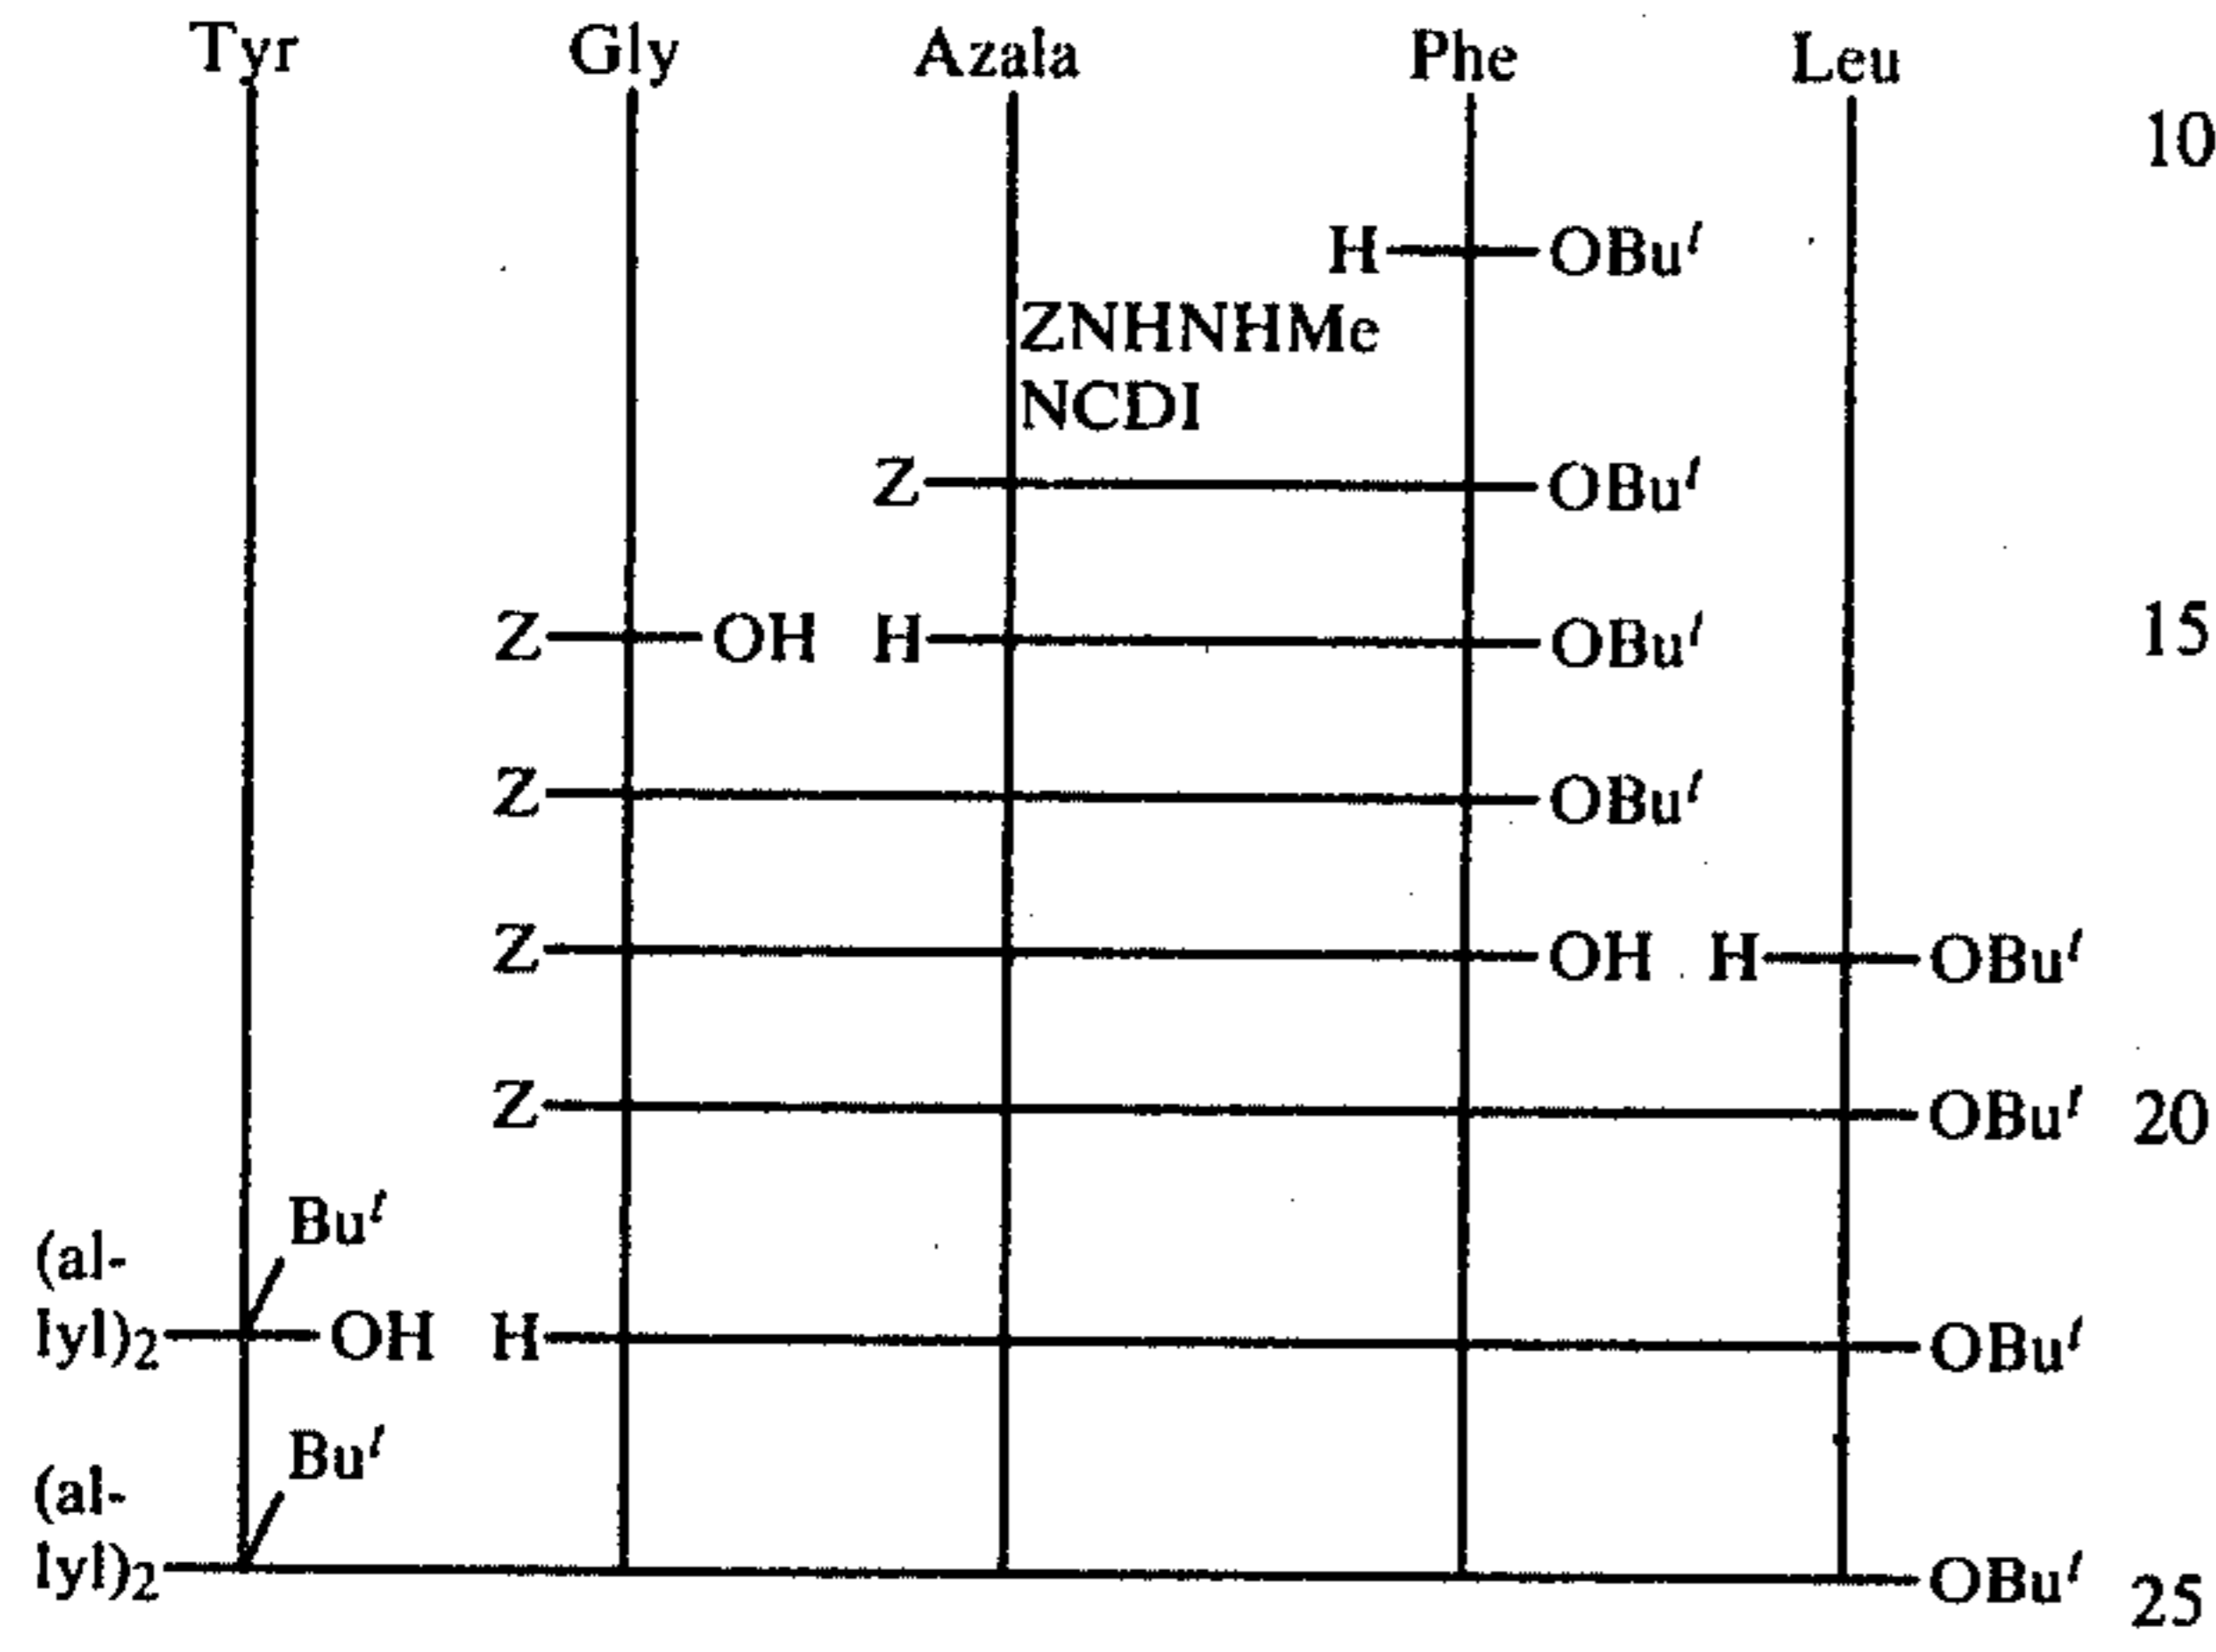 Tyr Gly Azala Phe Leu
10
H OBuᵗ
ZNHNHMe
NCDI
Z OBuᵗ
Z OH H OBuᵗ 15
Z OBuᵗ
Z OH H OBuᵗ
Z OBuᵗ 20
Buᵗ
(al-
lyl)₂ OH H OBuᵗ
Buᵗ
(al-
lyl)₂ OBuᵗ 25